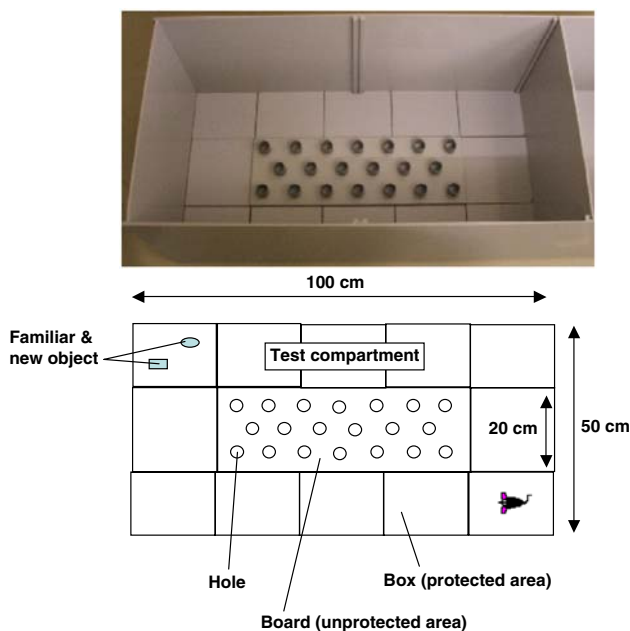 100 cm
Familiar &
new object
Test compartment
20 cm
50 cm
Hole
Box (protected area)
Board (unprotected area)